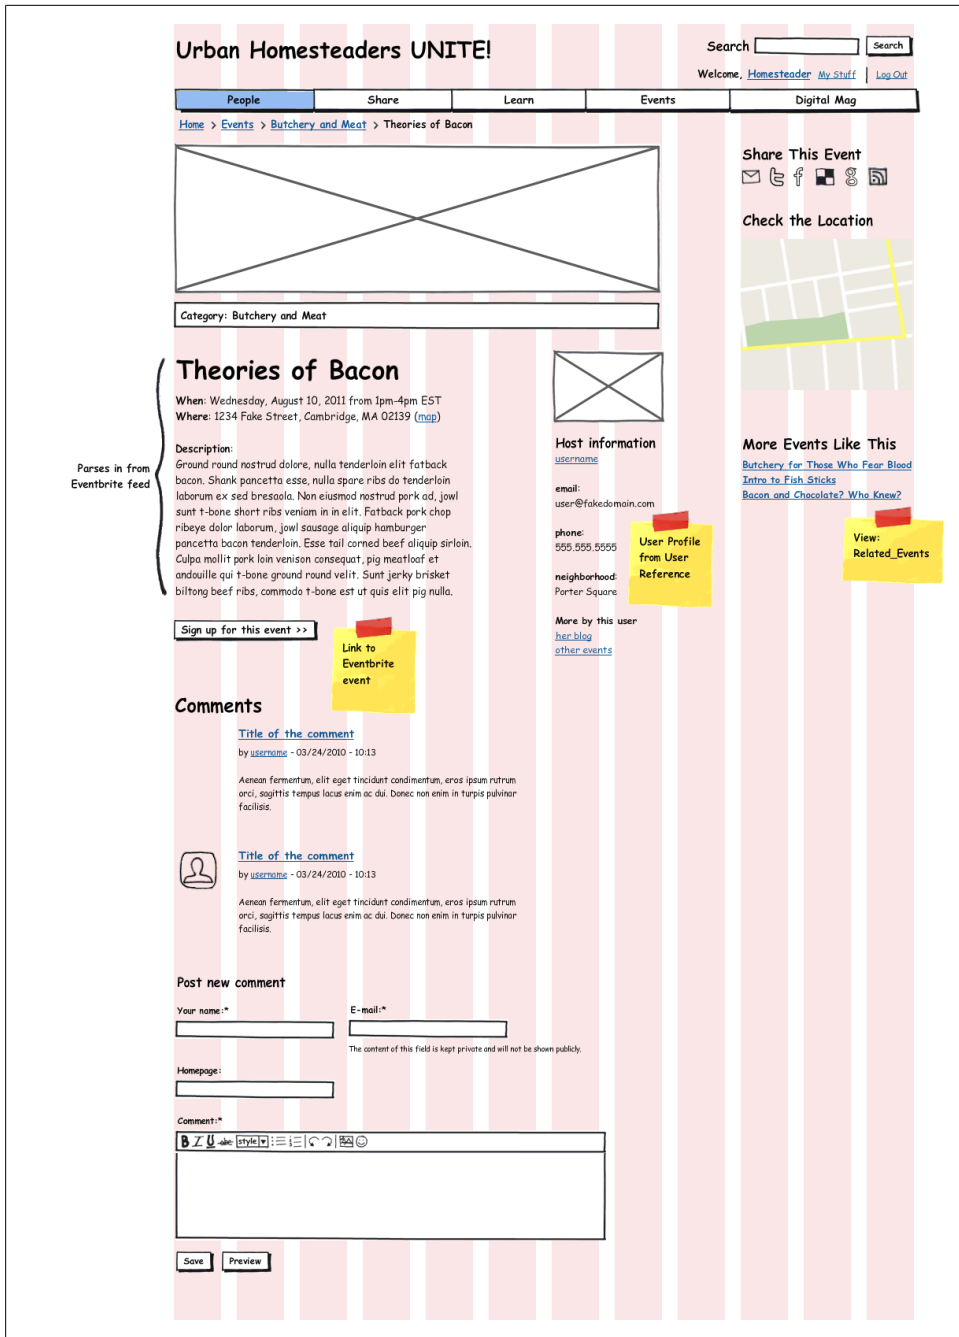 Urban Homesteaders UNITE!
Search
Search
Welcome, Homesteader My Stuff | Log Out
People Share Learn Events Digital Mag
Home > Events > Butchery and Meat > Theories of Bacon
Share This Event
Check the Location
Category: Butchery and Meat
Theories of Bacon
When: Wednesday, August 10, 2011 from 1pm-4pm EST
Where: 1234 Fake Street, Cambridge, MA 02139 (map)
Parses in from
Eventbrite feed
Description:
Ground round nostrud dolore, nulla tenderloin elit fatback
bacon. Shank pancetta esse, nulla spare ribs do tenderloin
laborum ex sed bresaola. Non eiusmod nostrud pork ad, jowl
sunt t-bone short ribs veniam in in elit. Fatback pork chop
ribeye dolor laborum, jowl sausage aliquip hamburger
pancetta bacon tenderloin. Esse tail corned beef aliquip sirloin.
Culpa mollit pork loin venison consequat, pig meatloaf et
andouille qui t-bone ground round velit. Sunt jerky brisket
biltong beef ribs, commodo t-bone est ut quis elit pig nulla.
Sign up for this event >>
Link to
Eventbrite
event
Host information
username
email:
user@fakedomain.com
phone:
555.555.5555
neighborhood:
Porter Square
More by this user
her blog
other events
User Profile
from User
Reference
More Events Like This
Butchery for Those Who Fear Blood
Intro to Fish Sticks
Bacon and Chocolate? Who Knew?
View:
Related_Events
Comments
Title of the comment
by username - 03/24/2010 - 10:13
Aenean fermentum, elit eget tincidunt condimentum, eros ipsum rutrum
orci, sagittis tempus lacus enim ac dui. Donec non enim in turpis pulvinar
facilisis.
Title of the comment
by username - 03/24/2010 - 10:13
Aenean fermentum, elit eget tincidunt condimentum, eros ipsum rutrum
orci, sagittis tempus lacus enim ac dui. Donec non enim in turpis pulvinar
facilisis.
Post new comment
Your name:* E-mail:*
The content of this field is kept private and will not be shown publicly.
Homepage:
Comment:*
B I U abc style
Save Preview